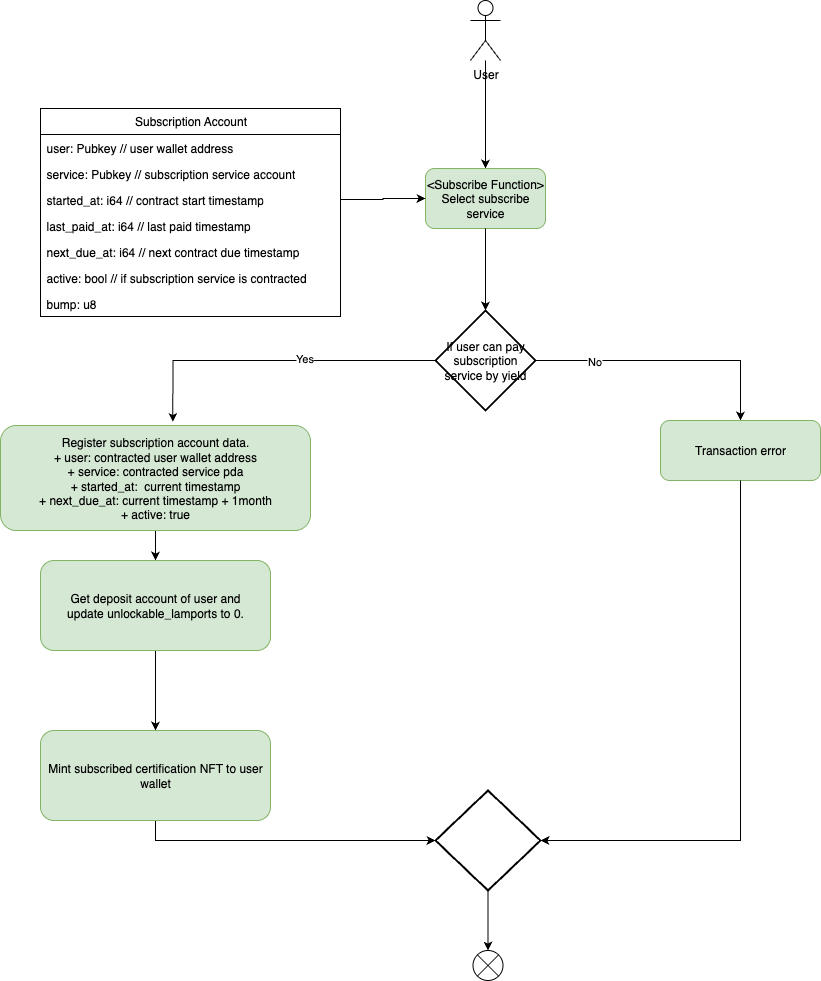 User
Subscription Account
user: Pubkey // user wallet address
service: Pubkey // subscription service account
started_at: i64 // contract start timestamp
last_paid_at: i64 // last paid timestamp
next_due_at: i64 // next contract due timestamp
active: bool // if subscription service is contracted
bump: u8
<Subscribe Function>
Select subscribe
service
If user can pay
subscription
service by yield
Yes
No
Register subscription account data.
+ user: contracted user wallet address
+ service: contracted service pda
+ started_at:  current timestamp
+ next_due_at: current timestamp + 1month
+ active: true
Transaction error
Get deposit account of user and
update unlockable_lamports to 0.
Mint subscribed certification NFT to user
wallet